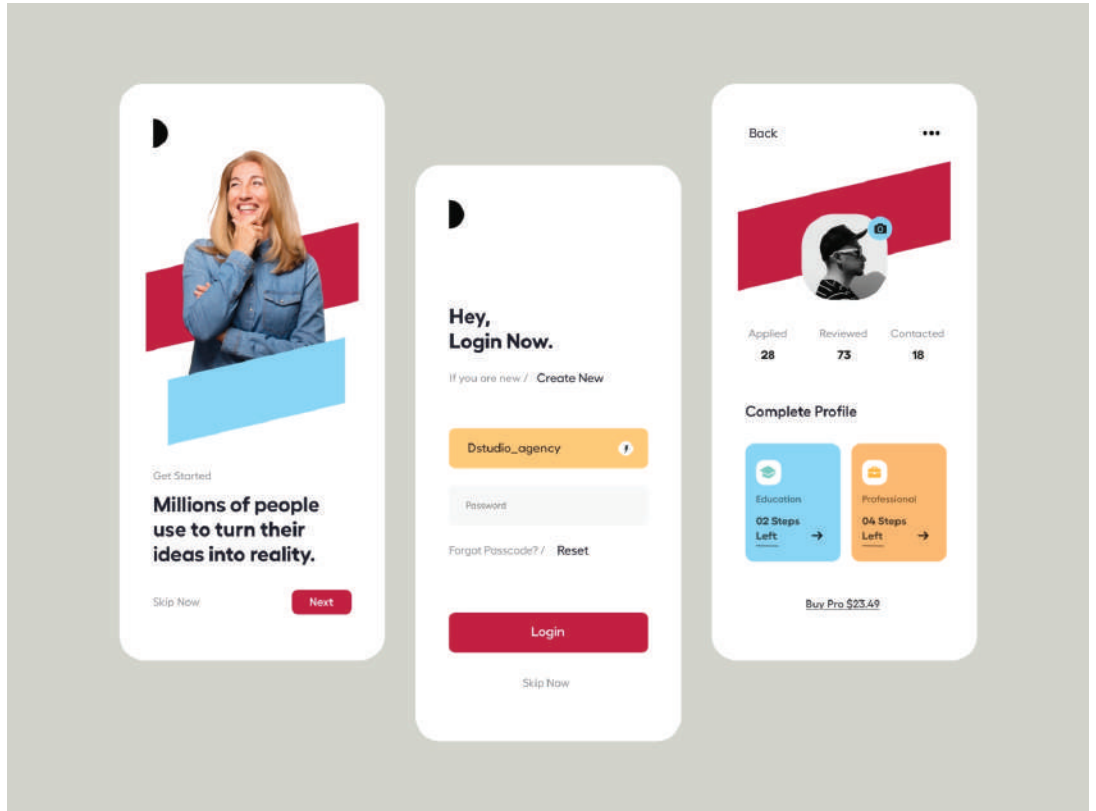 Get Started
Millions of people
use to turn their
ideas into reality.
Skip Now
Next
Hey,
Login Now.
If you are new / Create New
Dstudio_agency
Password
Forgot Passcode? / Reset
Login
Skip Now
Back
Applied Reviewed Contacted
28 73 18
Complete Profile
Education
02 Steps
Left
Professional
04 Steps
Left
Buy Pro $23.49